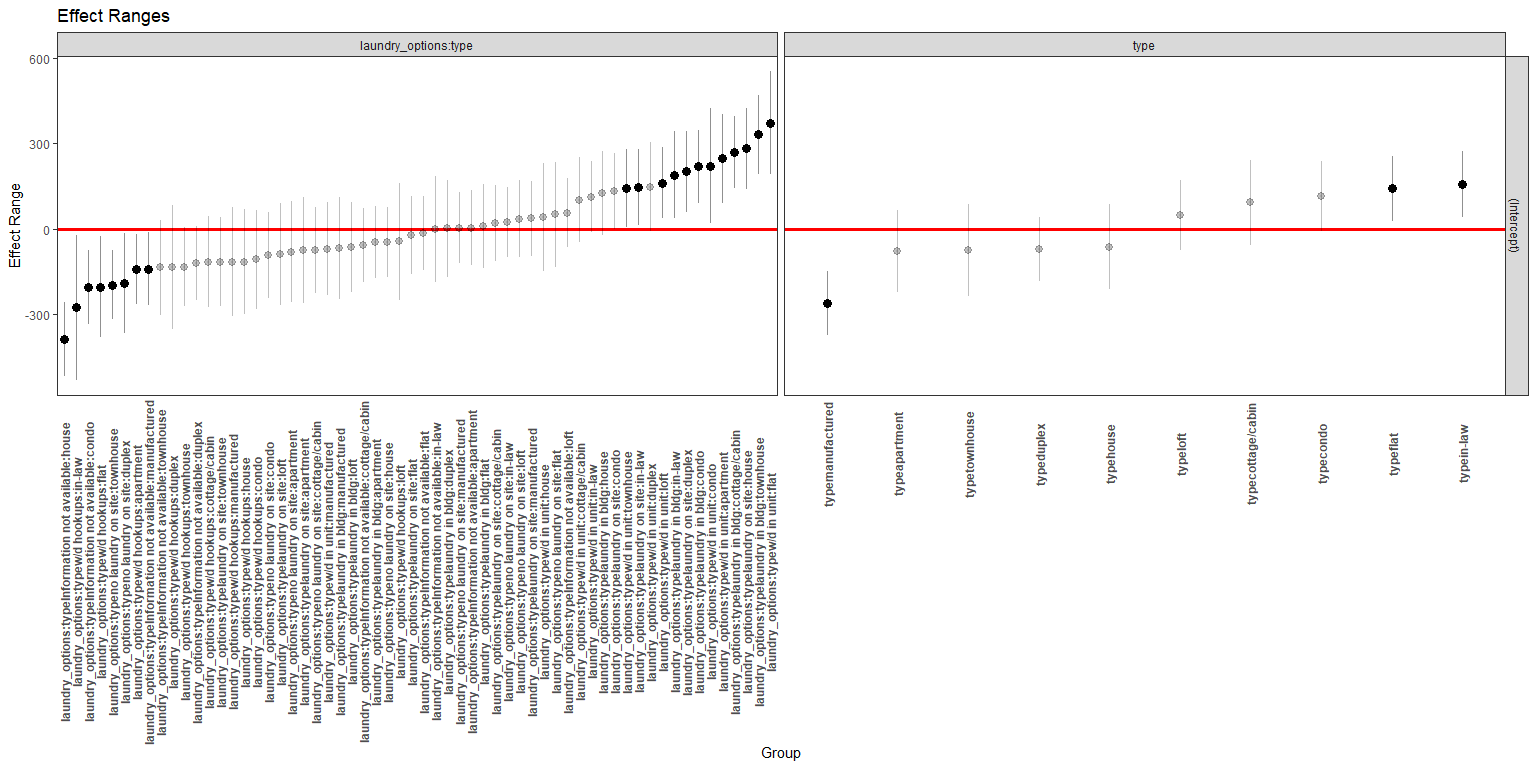 Effect Ranges
laundry_options:type
type
600
300
0
-300
Effect Range
(Intercept)
laundry_options:typeInformation not available:house
laundry_options:typew/d hookups:in-law
laundry_options:typeInformation not available:condo
laundry_options:typew/d hookups:flat
laundry_options:typeno laundry on site:townhouse
laundry_options:typeno laundry on site:duplex
laundry_options:typew/d hookups:apartment
laundry_options:typeInformation not available:manufactured
laundry_options:typeInformation not available:townhouse
laundry_options:typew/d hookups:duplex
laundry_options:typew/d hookups:townhouse
laundry_options:typeInformation not available:duplex
laundry_options:typew/d hookups:cottage/cabin
laundry_options:typelaundry on site:townhouse
laundry_options:typew/d hookups:manufactured
laundry_options:typew/d hookups:house
laundry_options:typew/d hookups:condo
laundry_options:typeno laundry on site:condo
laundry_options:typelaundry on site:loft
laundry_options:typeno laundry on site:apartment
laundry_options:typelaundry on site:apartment
laundry_options:typeno laundry on site:cottage/cabin
laundry_options:typew/d in unit:manufactured
laundry_options:typelaundry in bldg:manufactured
laundry_options:typelaundry in bldg:loft
laundry_options:typeInformation not available:cottage/cabin
laundry_options:typelaundry in bldg:apartment
laundry_options:typeno laundry on site:house
laundry_options:typew/d hookups:loft
laundry_options:typelaundry on site:flat
laundry_options:typeInformation not available:flat
laundry_options:typeInformation not available:in-law
laundry_options:typelaundry in bldg:duplex
laundry_options:typeno laundry on site:manufactured
laundry_options:typeInformation not available:apartment
laundry_options:typelaundry in bldg:flat
laundry_options:typelaundry on site:cottage/cabin
laundry_options:typeno laundry on site:in-law
laundry_options:typeno laundry on site:loft
laundry_options:typelaundry on site:manufactured
laundry_options:typew/d in unit:house
laundry_options:typeno laundry on site:flat
laundry_options:typeInformation not available:loft
laundry_options:typew/d in unit:cottage/cabin
laundry_options:typew/d in unit:in-law
laundry_options:typelaundry in bldg:house
laundry_options:typelaundry on site:condo
laundry_options:typew/d in unit:townhouse
laundry_options:typelaundry on site:in-law
laundry_options:typew/d in unit:duplex
laundry_options:typew/d in unit:loft
laundry_options:typelaundry in bldg:in-law
laundry_options:typelaundry on site:duplex
laundry_options:typelaundry in bldg:condo
laundry_options:typew/d in unit:condo
laundry_options:typew/d in unit:apartment
laundry_options:typelaundry in bldg:cottage/cabin
laundry_options:typelaundry on site:house
laundry_options:typelaundry in bldg:townhouse
laundry_options:typew/d in unit:flat
typemanufactured
typeapartment
typetownhouse
typeduplex
typehouse
typeloft
typecottage/cabin
typecondo
typeflat
typein-law
Group